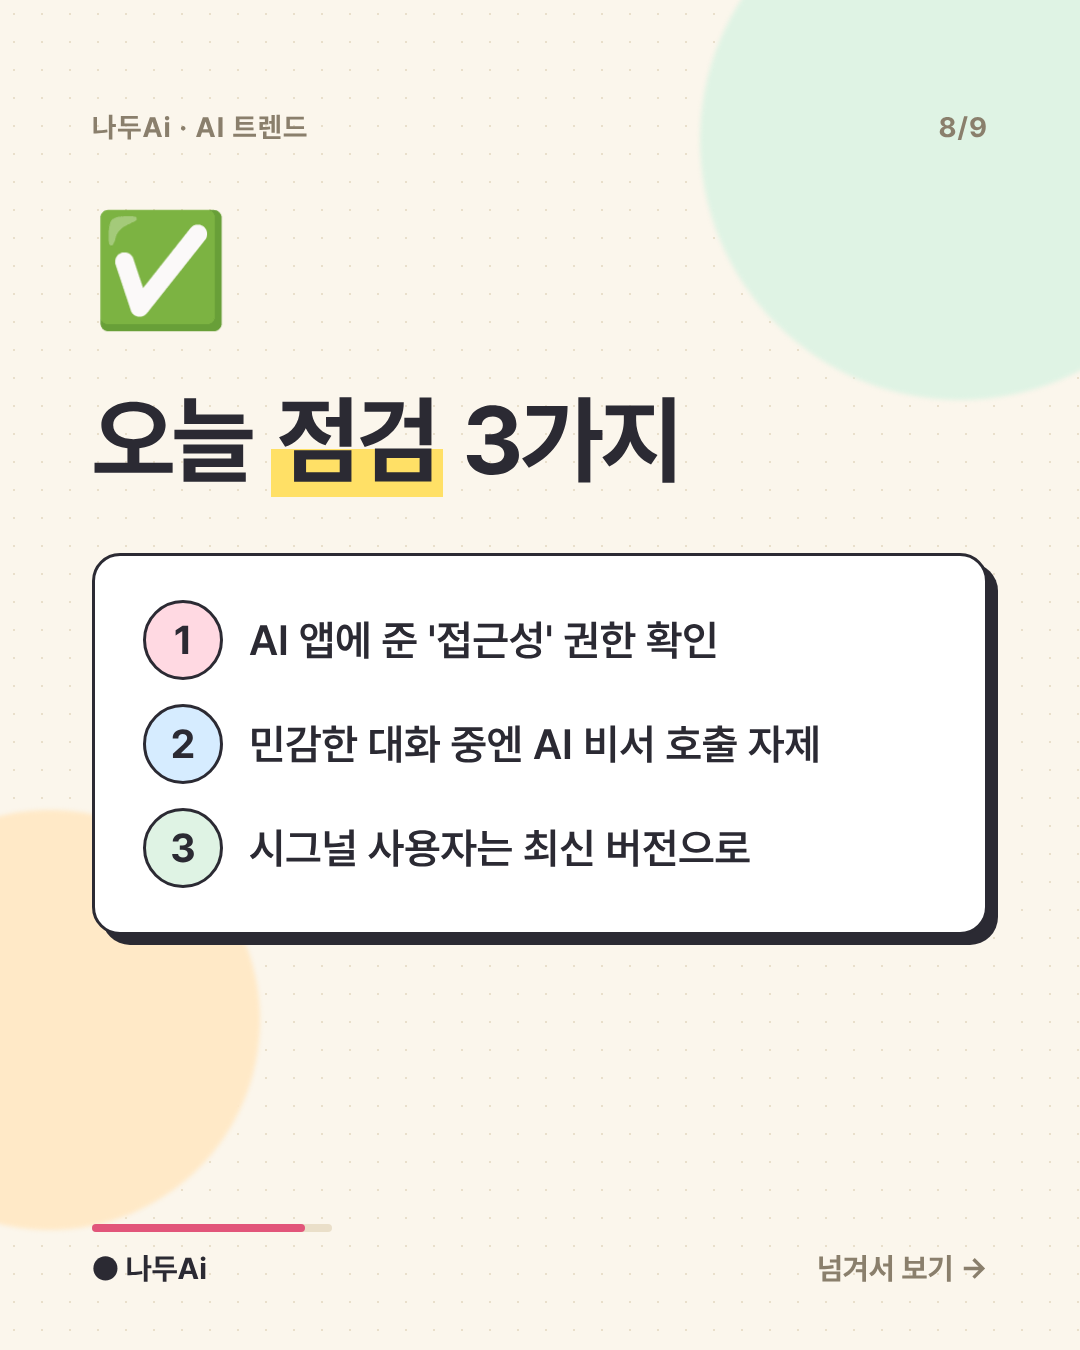 나두Ai · AI 트렌드
8/9
✅
오늘 점검 3가지
1 AI 앱에 준 '접근성' 권한 확인
2 민감한 대화 중엔 AI 비서 호출 자제
3 시그널 사용자는 최신 버전으로
● 나두Ai
넘겨서 보기 →